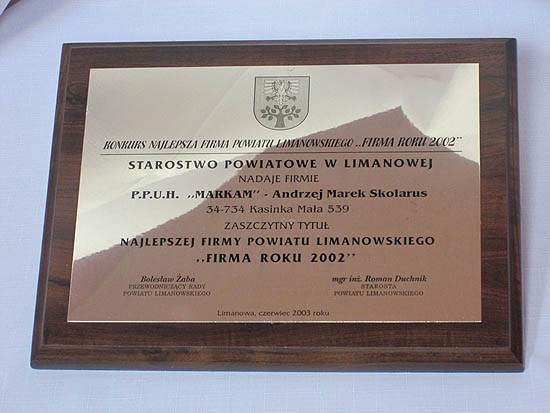 KONKURS NAJLEPSZA FIRMA POWIATU LIMANOWSKIEGO ,,FIRMA ROKU 2002"
STAROSTWO POWIATOWE W LIMANOWEJ
NADAJE FIRMIE
P.P.U.H. ,,MARKAM" - Andrzej Marek Skolarus
34-734 Kasinka Mała 539
ZASZCZYTNY TYTUŁ
NAJLEPSZEJ FIRMY POWIATU LIMANOWSKIEGO
,,FIRMA ROKU 2002"
Bolesław Żaba
PRZEWODNICZĄCY RADY
POWIATU LIMANOWSKIEGO
mgr inż. Roman Duchnik
STAROSTA
POWIATU LIMANOWSKIEGO
Limanowa, czerwiec 2003 roku